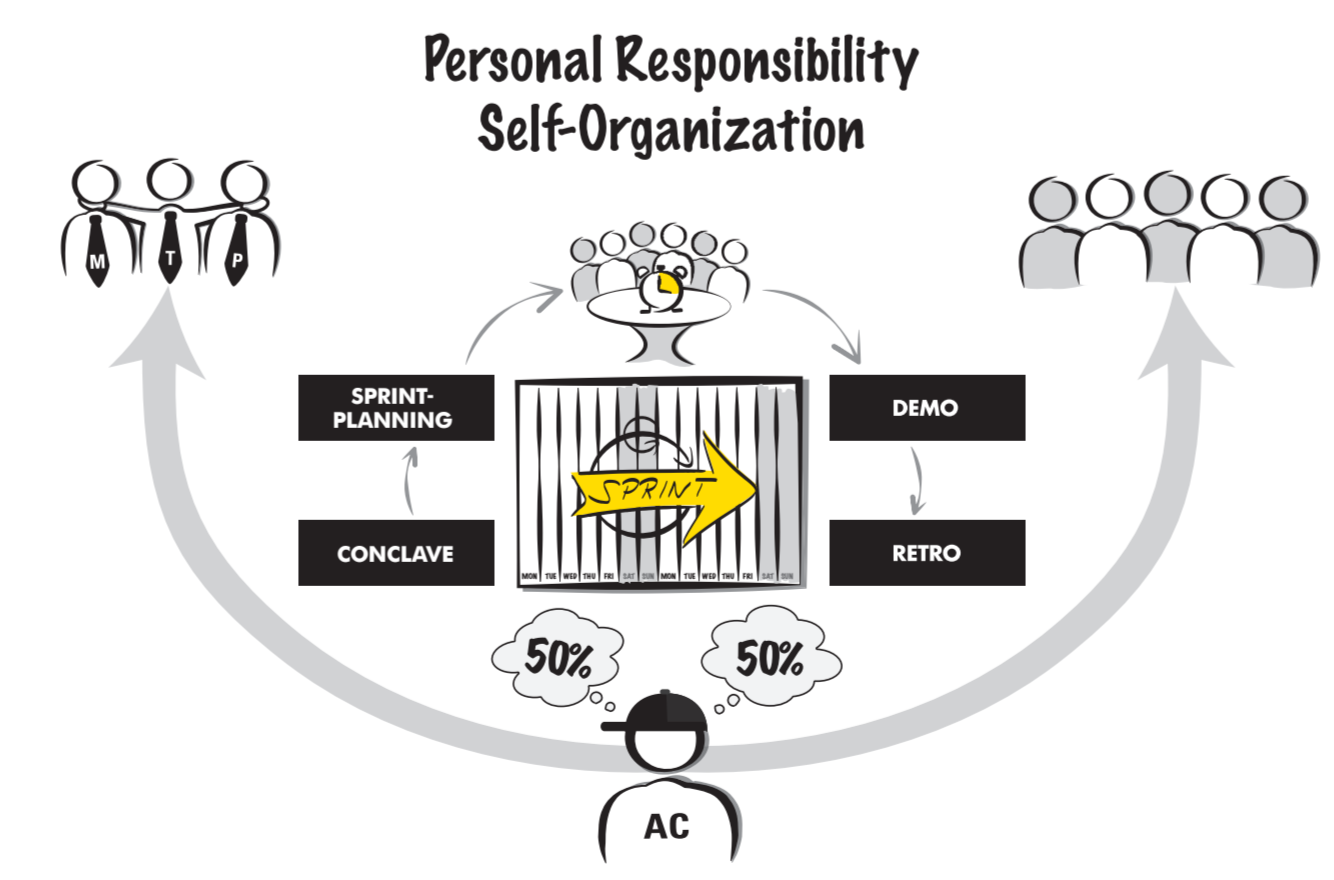 Personal Responsibility
Self-Organization
M T P
SPRINT-
PLANNING
DEMO
SPRINT
CONCLAVE
RETRO
MON TUE WED THU FRI SAT SUN MON TUE WED THU FRI SAT SUN
50%
50%
AC